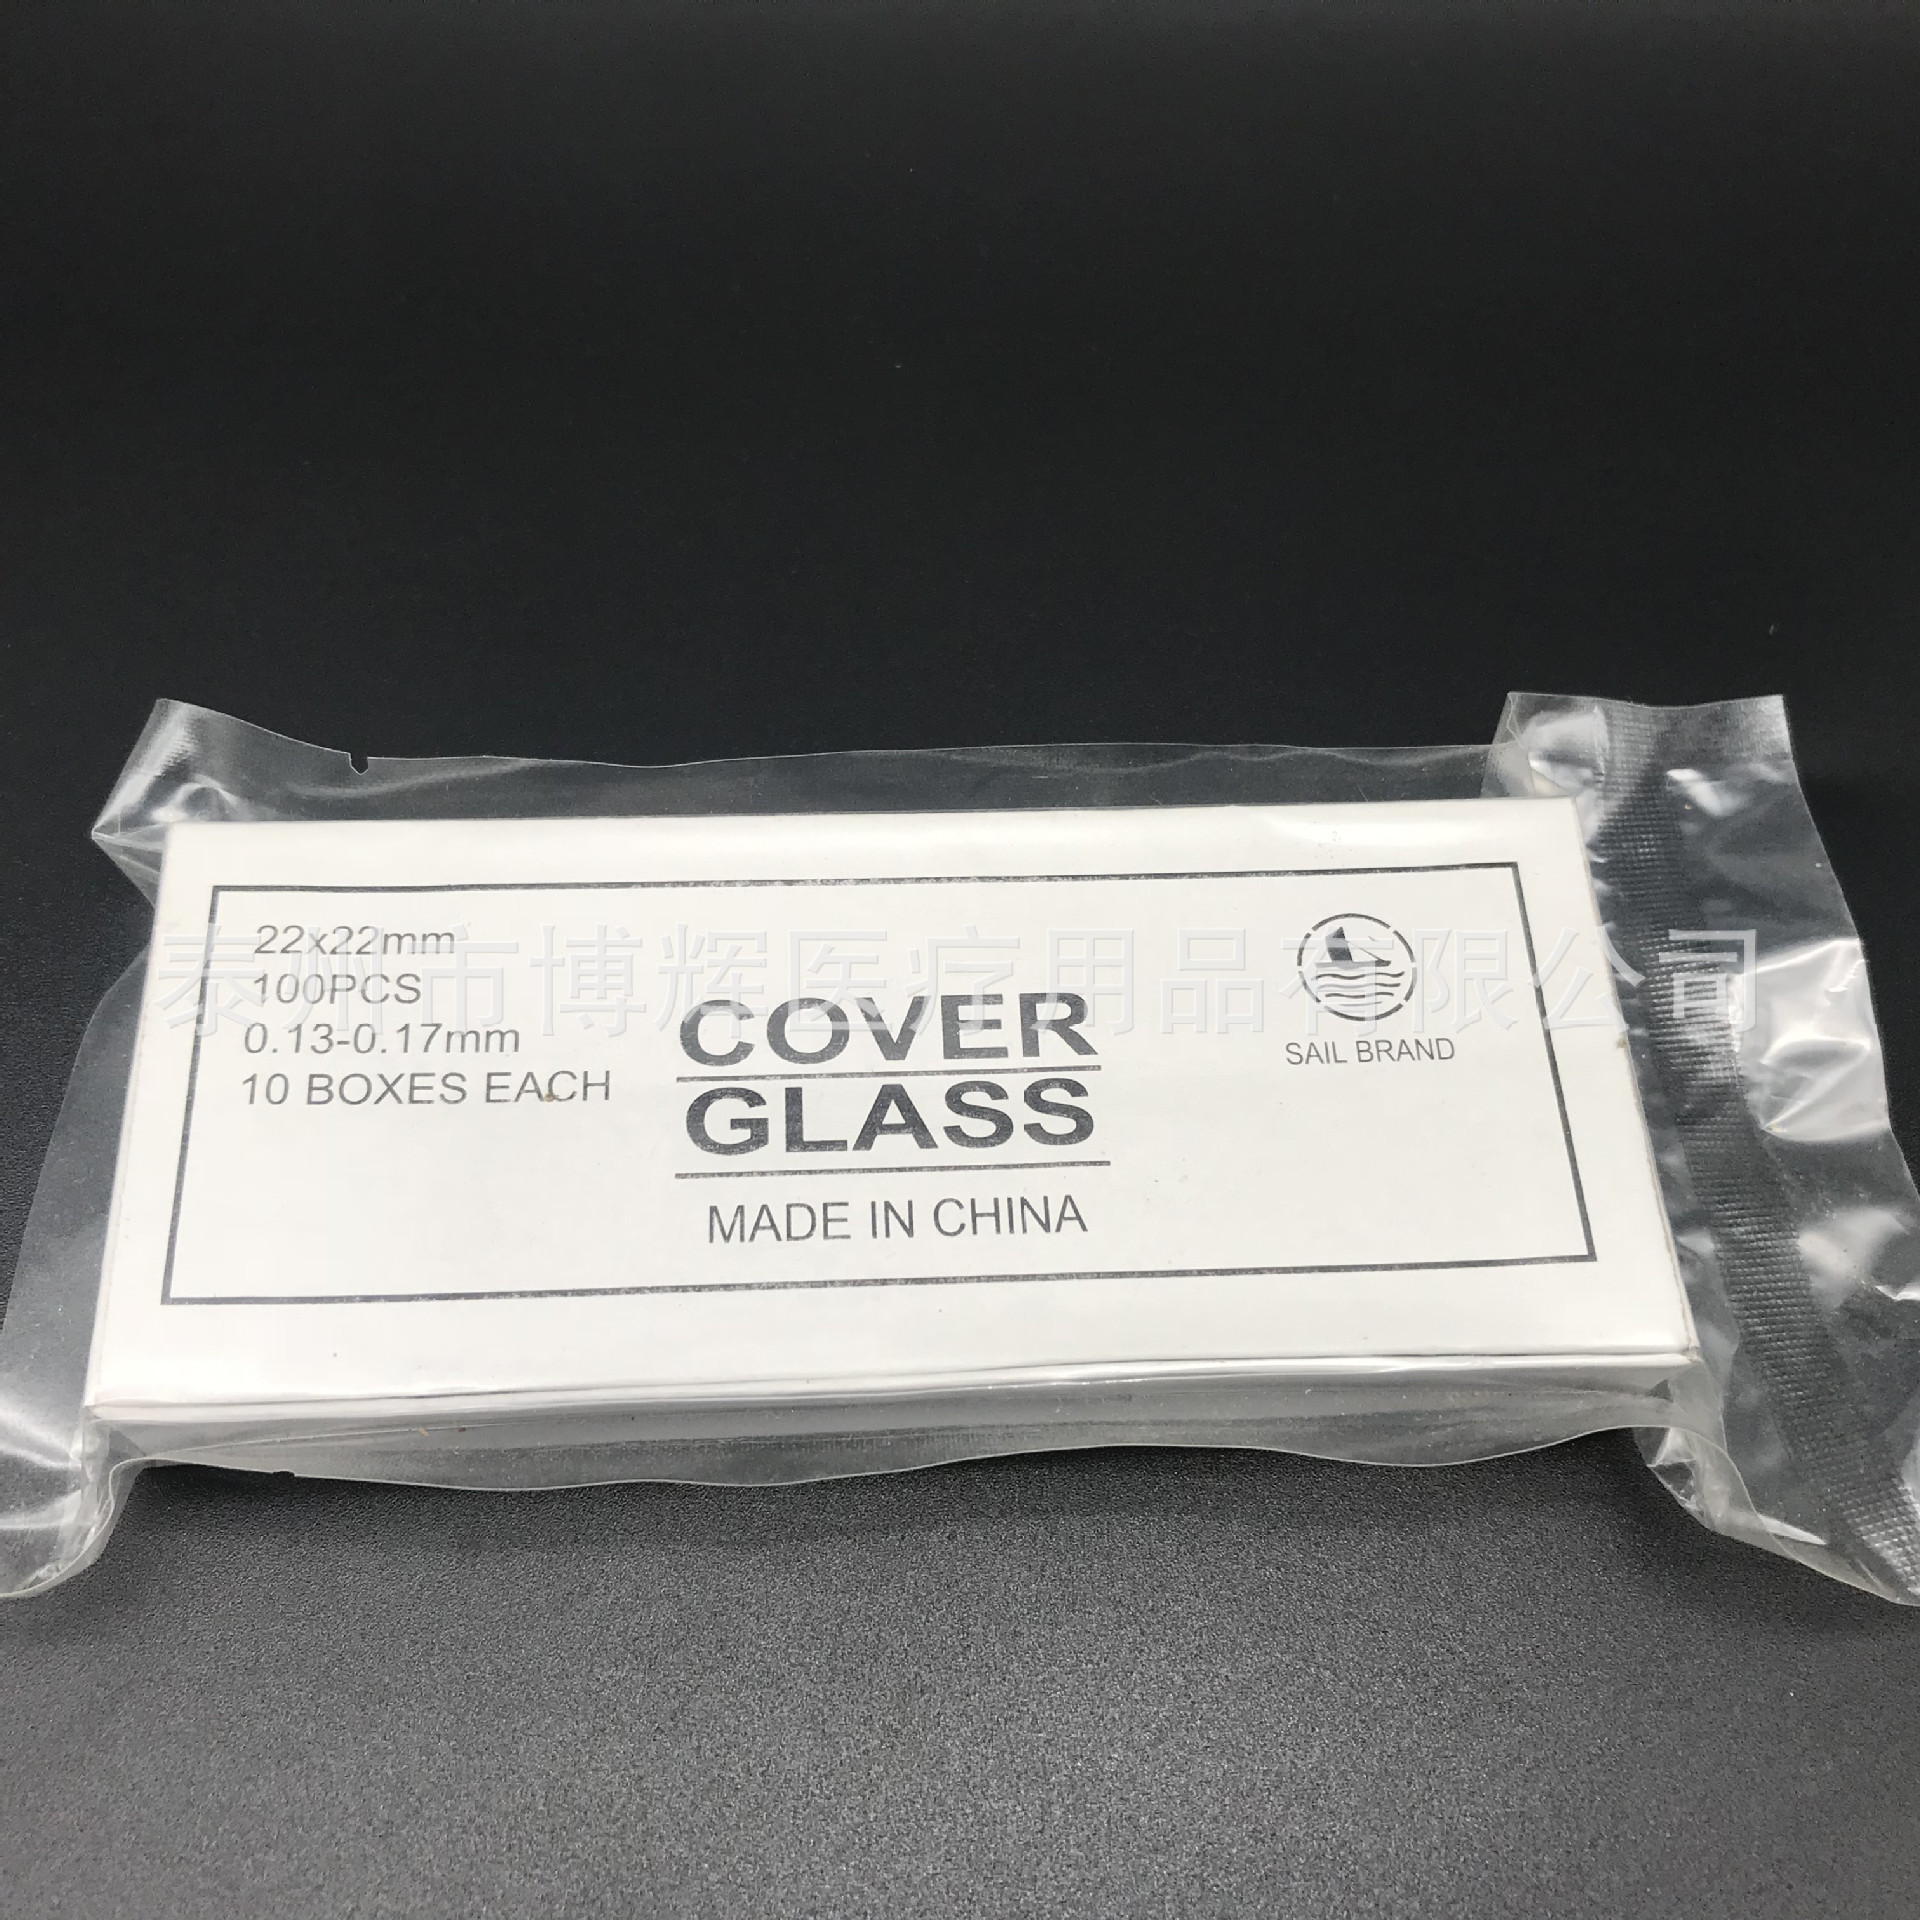 泰州市博辉医疗用品有限公司
22x22mm
100PCS
0.13-0.17mm
10 BOXES EACH
COVER
GLASS
MADE IN CHINA
SAIL BRAND